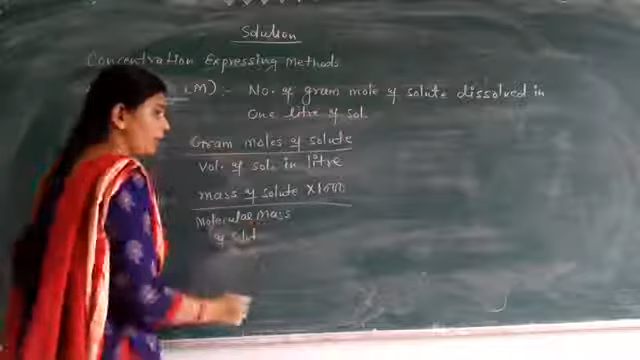 Solution
Concentration Expressing Methods
(M) :- No. of gram mole of solute dissolved in
One litre of sol.
Gram moles of solute
Vol. of sol. in litre
mass of solute X1000
Molecular mass
of solut